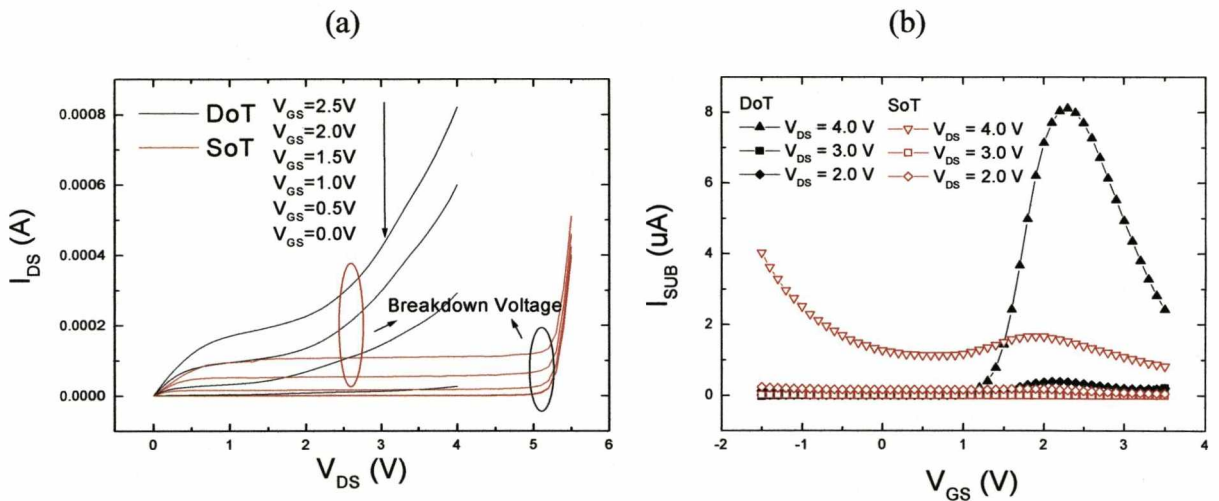 (a)
0.0008
0.0006
0.0004
0.0002
0.0000
I_DS (A)
DoT
SoT
V_GS=2.5V
V_GS=2.0V
V_GS=1.5V
V_GS=1.0V
V_GS=0.5V
V_GS=0.0V
Breakdown Voltage
0 1 2 3 4 5 6
V_DS (V)
(b)
8
6
4
2
0
I_SUB (uA)
DoT SoT
V_DS = 4.0 V V_DS = 4.0 V
V_DS = 3.0 V V_DS = 3.0 V
V_DS = 2.0 V V_DS = 2.0 V
-2 -1 0 1 2 3 4
V_GS (V)